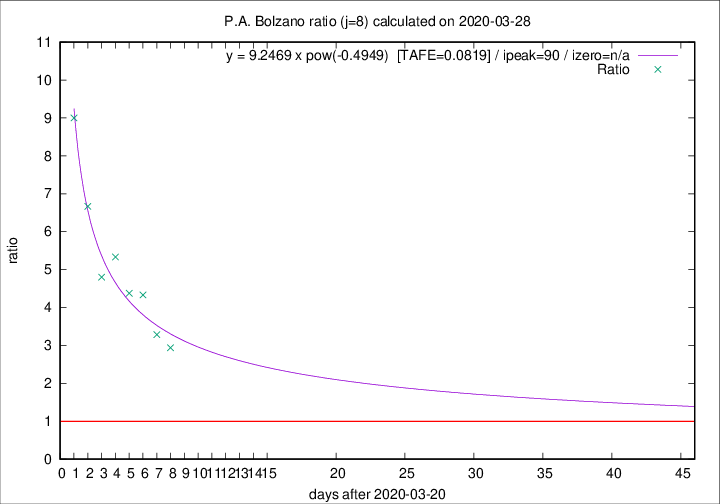 P.A. Bolzano ratio (j=8) calculated on 2020-03-28
y = 9.2469 x pow(-0.4949)  [TAFE=0.0819] / ipeak=90 / izero=n/a
Ratio
11
10
9
8
7
6
5
4
3
2
1
0
ratio
0 1 2 3 4 5 6 7 8 9 10 11 12 13 14 15 20 25 30 35 40 45
days after 2020-03-20